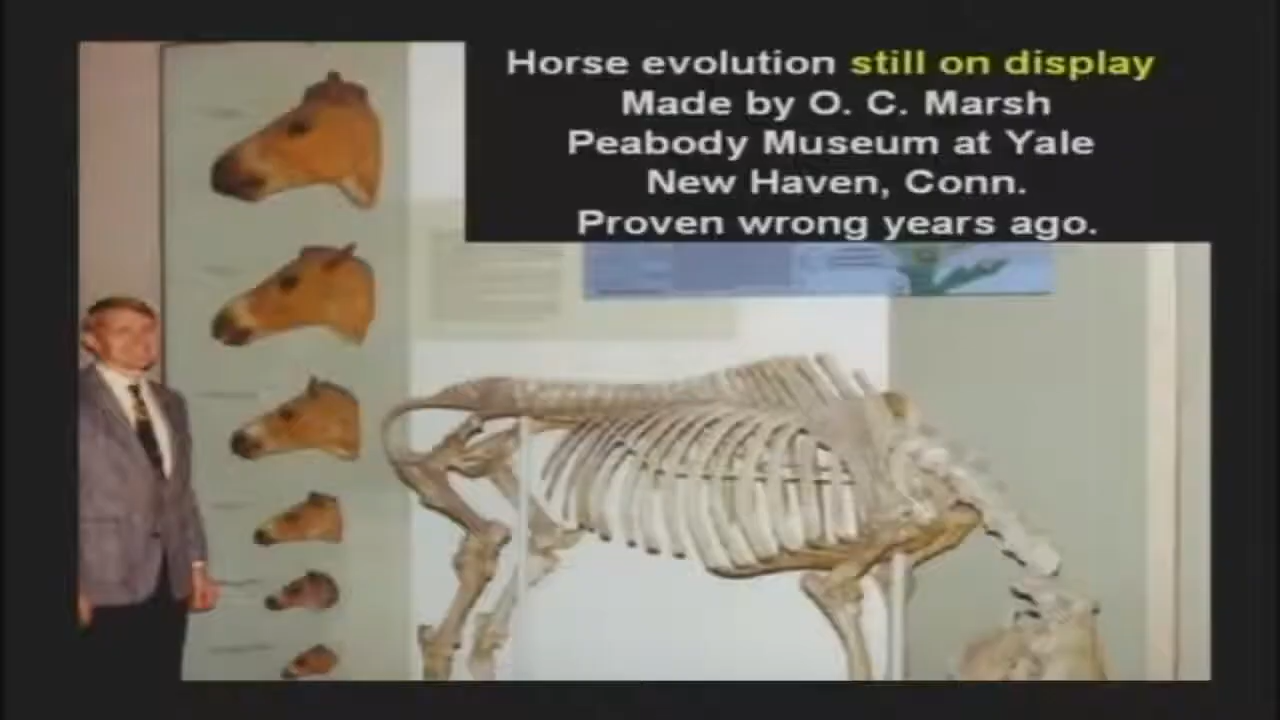 Horse evolution still on display
Made by O. C. Marsh
Peabody Museum at Yale
New Haven, Conn.
Proven wrong years ago.